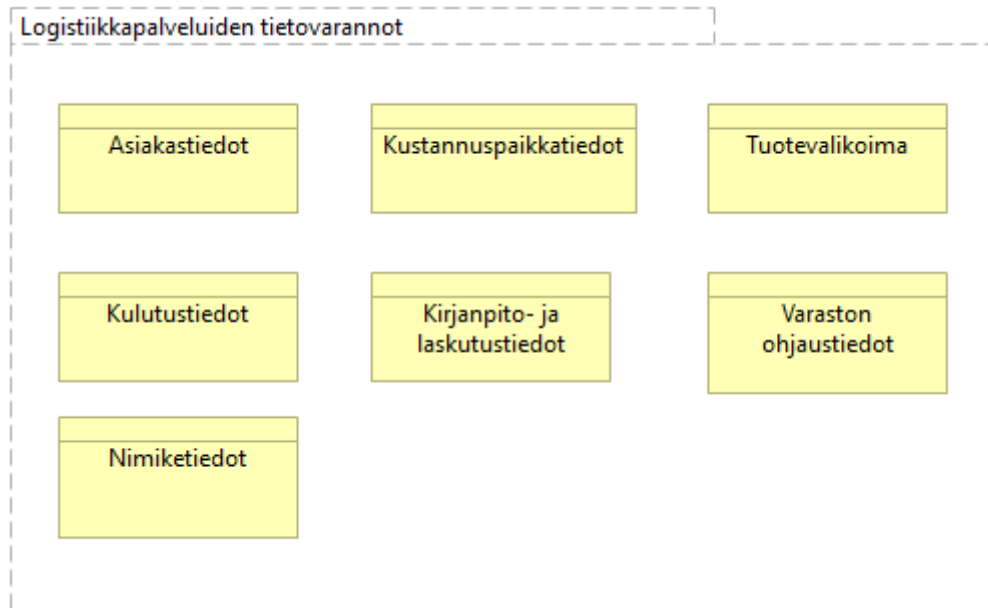 Logistiikkapalveluiden tietovarannot
Asiakastiedot
Kustannuspaikkatiedot
Tuotevalikoima
Kulutustiedot
Kirjanpito- ja
laskutustiedot
Varaston
ohjaustiedot
Nimiketiedot